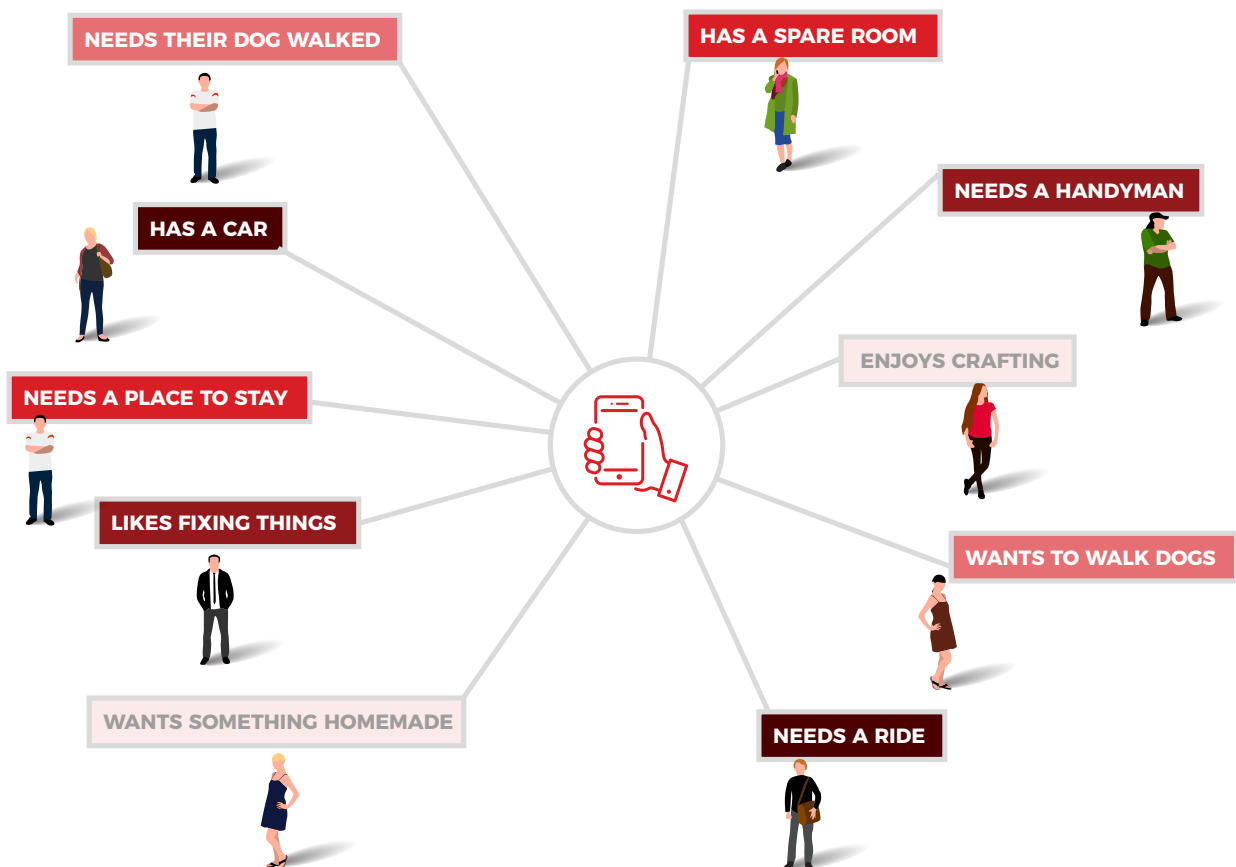 NEEDS THEIR DOG WALKED
HAS A SPARE ROOM
NEEDS A HANDYMAN
HAS A CAR
ENJOYS CRAFTING
NEEDS A PLACE TO STAY
LIKES FIXING THINGS
WANTS TO WALK DOGS
WANTS SOMETHING HOMEMADE
NEEDS A RIDE